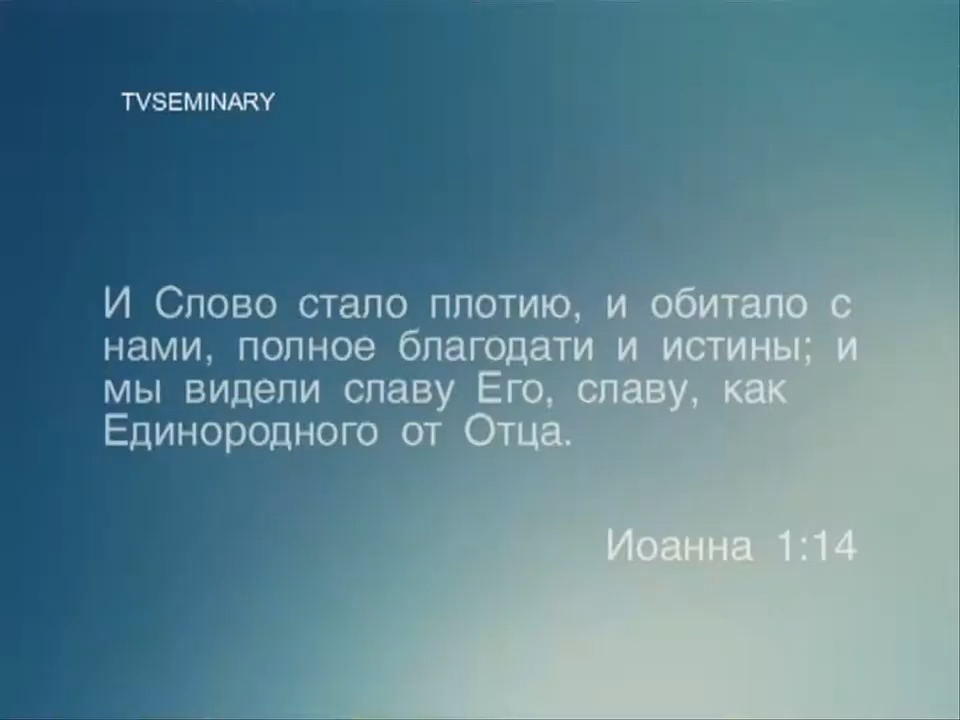 TVSEMINARY
И Слово стало плотию, и обитало с
нами, полное благодати и истины; и
мы видели славу Его, славу, как
Единородного от Отца.
Иоанна 1:14